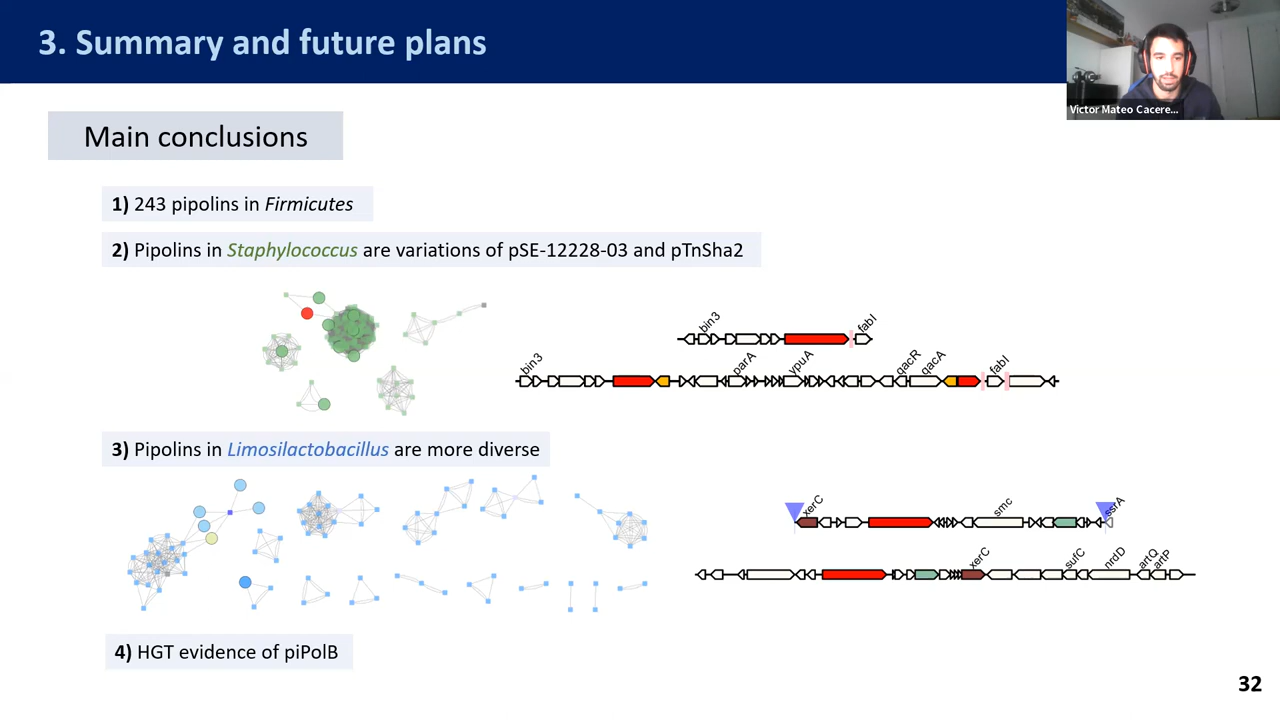 3. Summary and future plans
Victor Mateo Cacere...
Main conclusions
1) 243 pipolins in Firmicutes
2) Pipolins in Staphylococcus are variations of pSE-12228-03 and pTnSha2
bin3
fabI
bin3
parA
ypuA
qacR
qacA
fabI
3) Pipolins in Limosilactobacillus are more diverse
xerC
smc
ssrA
xerC
sufC
nrdD
artQ
artP
4) HGT evidence of piPolB
32